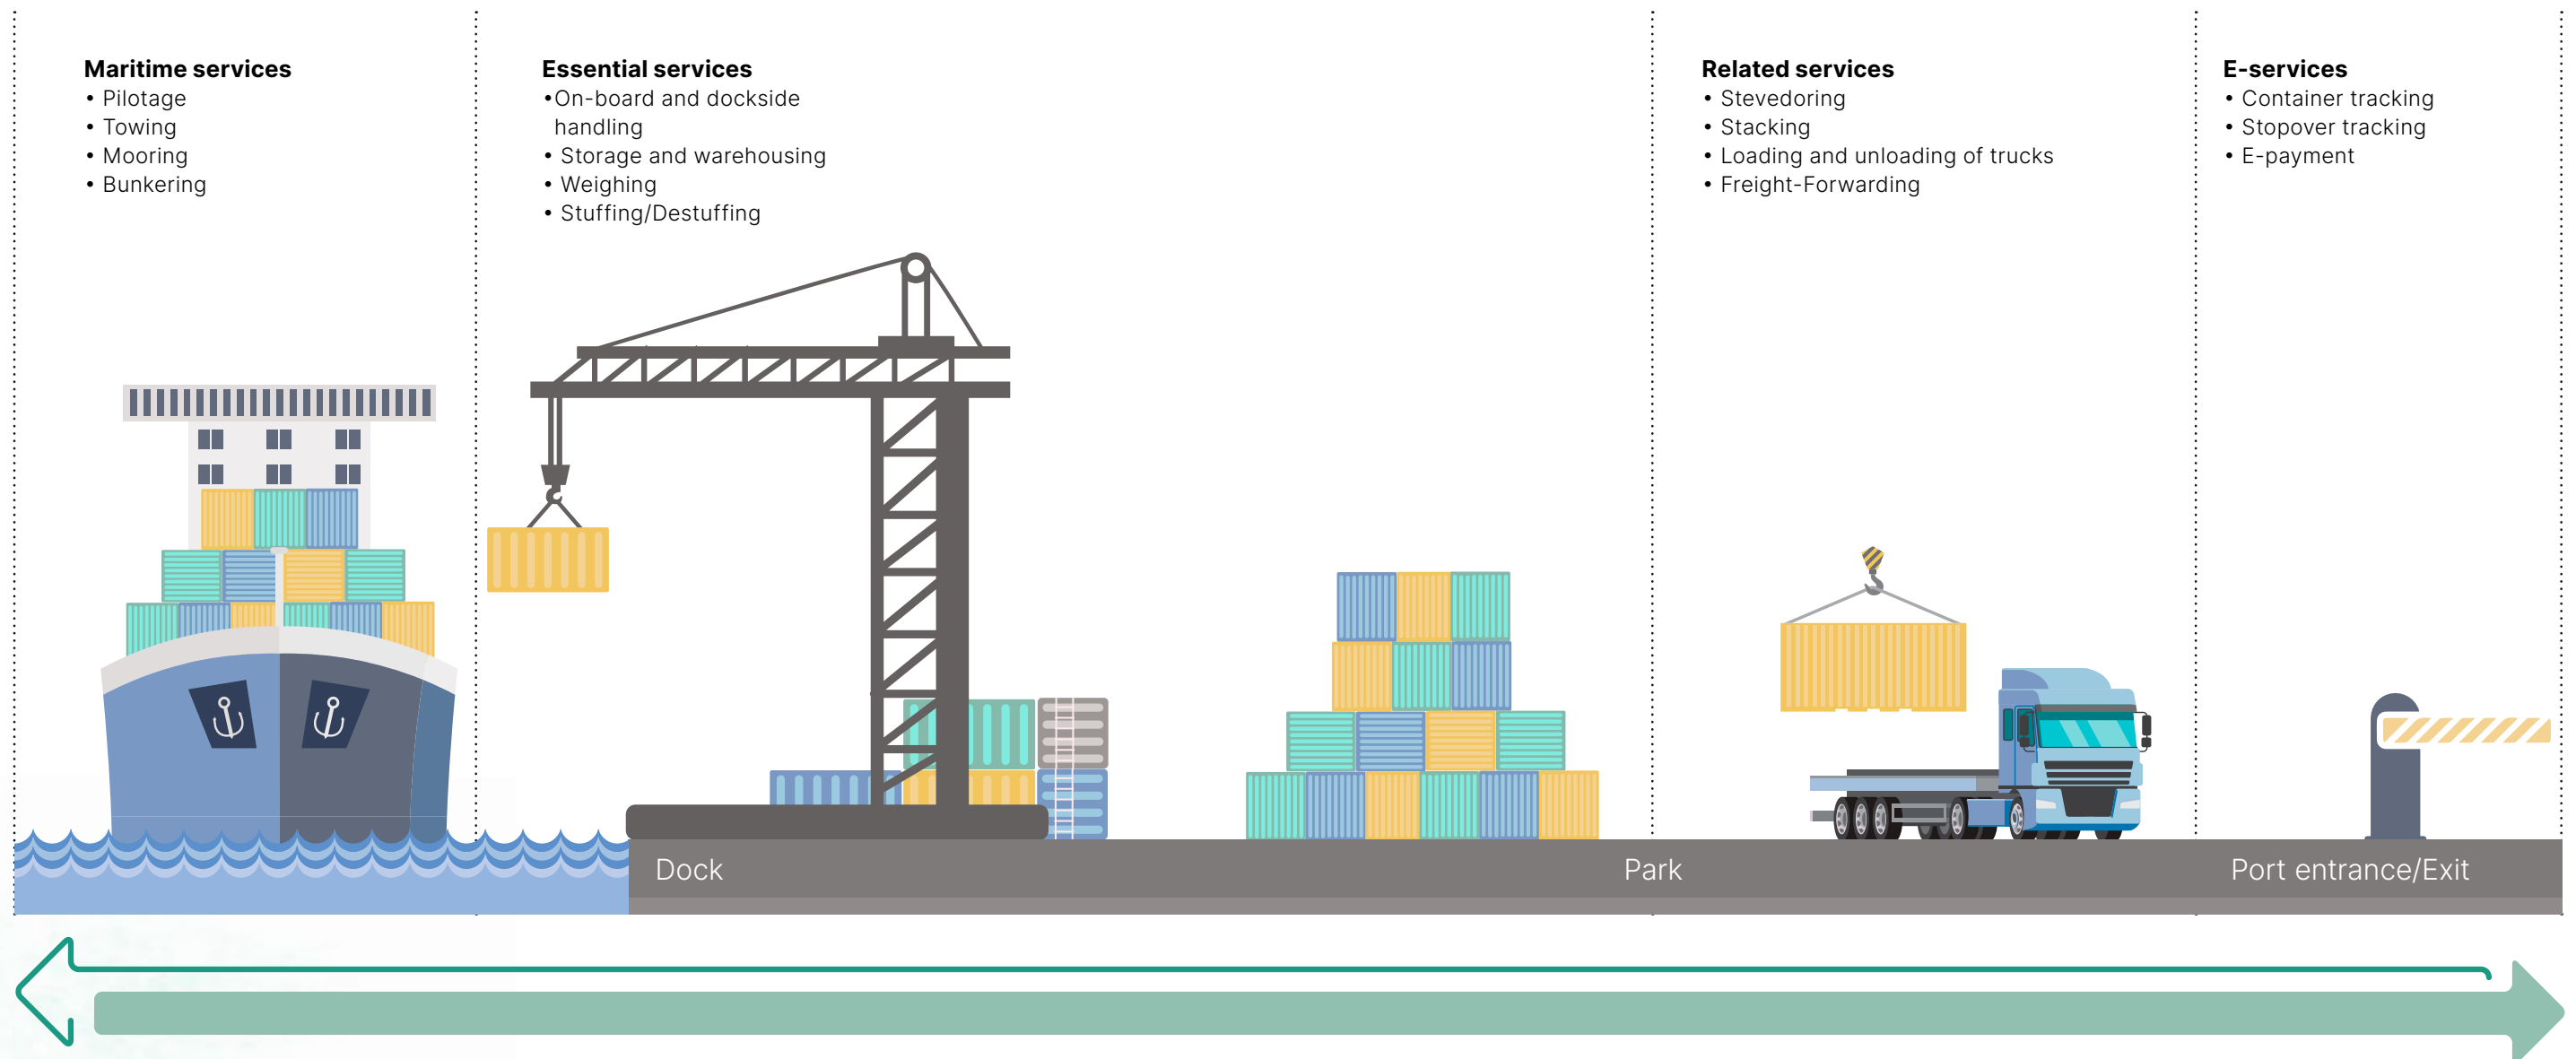 Maritime services
• Pilotage
• Towing
• Mooring
• Bunkering
Essential services
•On-board and dockside
handling
• Storage and warehousing
• Weighing
• Stuffing/Destuffing
Related services
• Stevedoring
• Stacking
• Loading and unloading of trucks
• Freight-Forwarding
E-services
• Container tracking
• Stopover tracking
• E-payment
Dock
Park
Port entrance/Exit